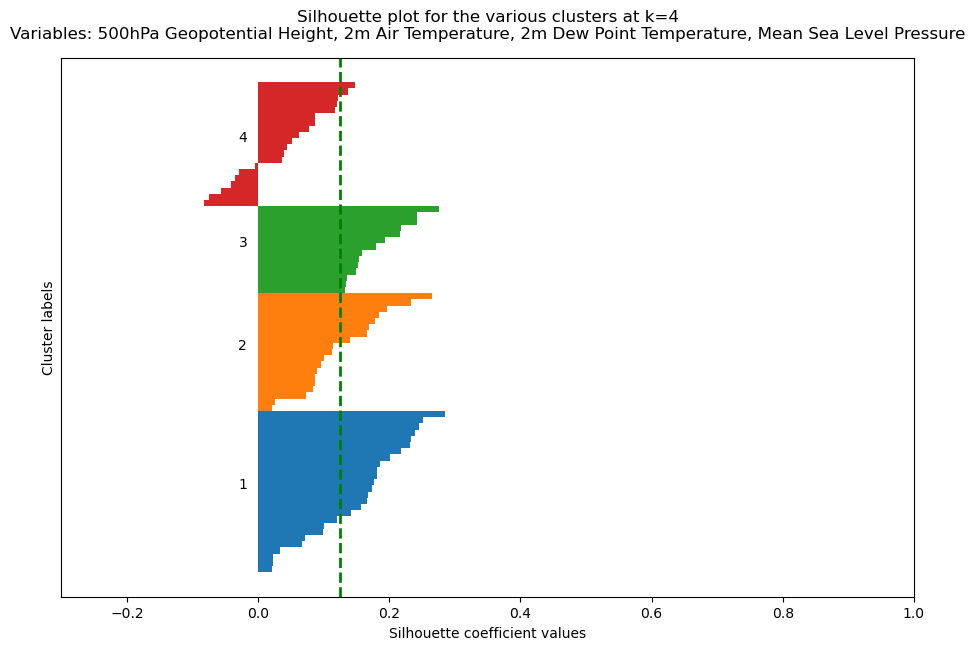 Silhouette plot for the various clusters at k=4
Variables: 500hPa Geopotential Height, 2m Air Temperature, 2m Dew Point Temperature, Mean Sea Level Pressure
4
3
2
1
Cluster labels
−0.2 0.0 0.2 0.4 0.6 0.8 1.0
Silhouette coefficient values